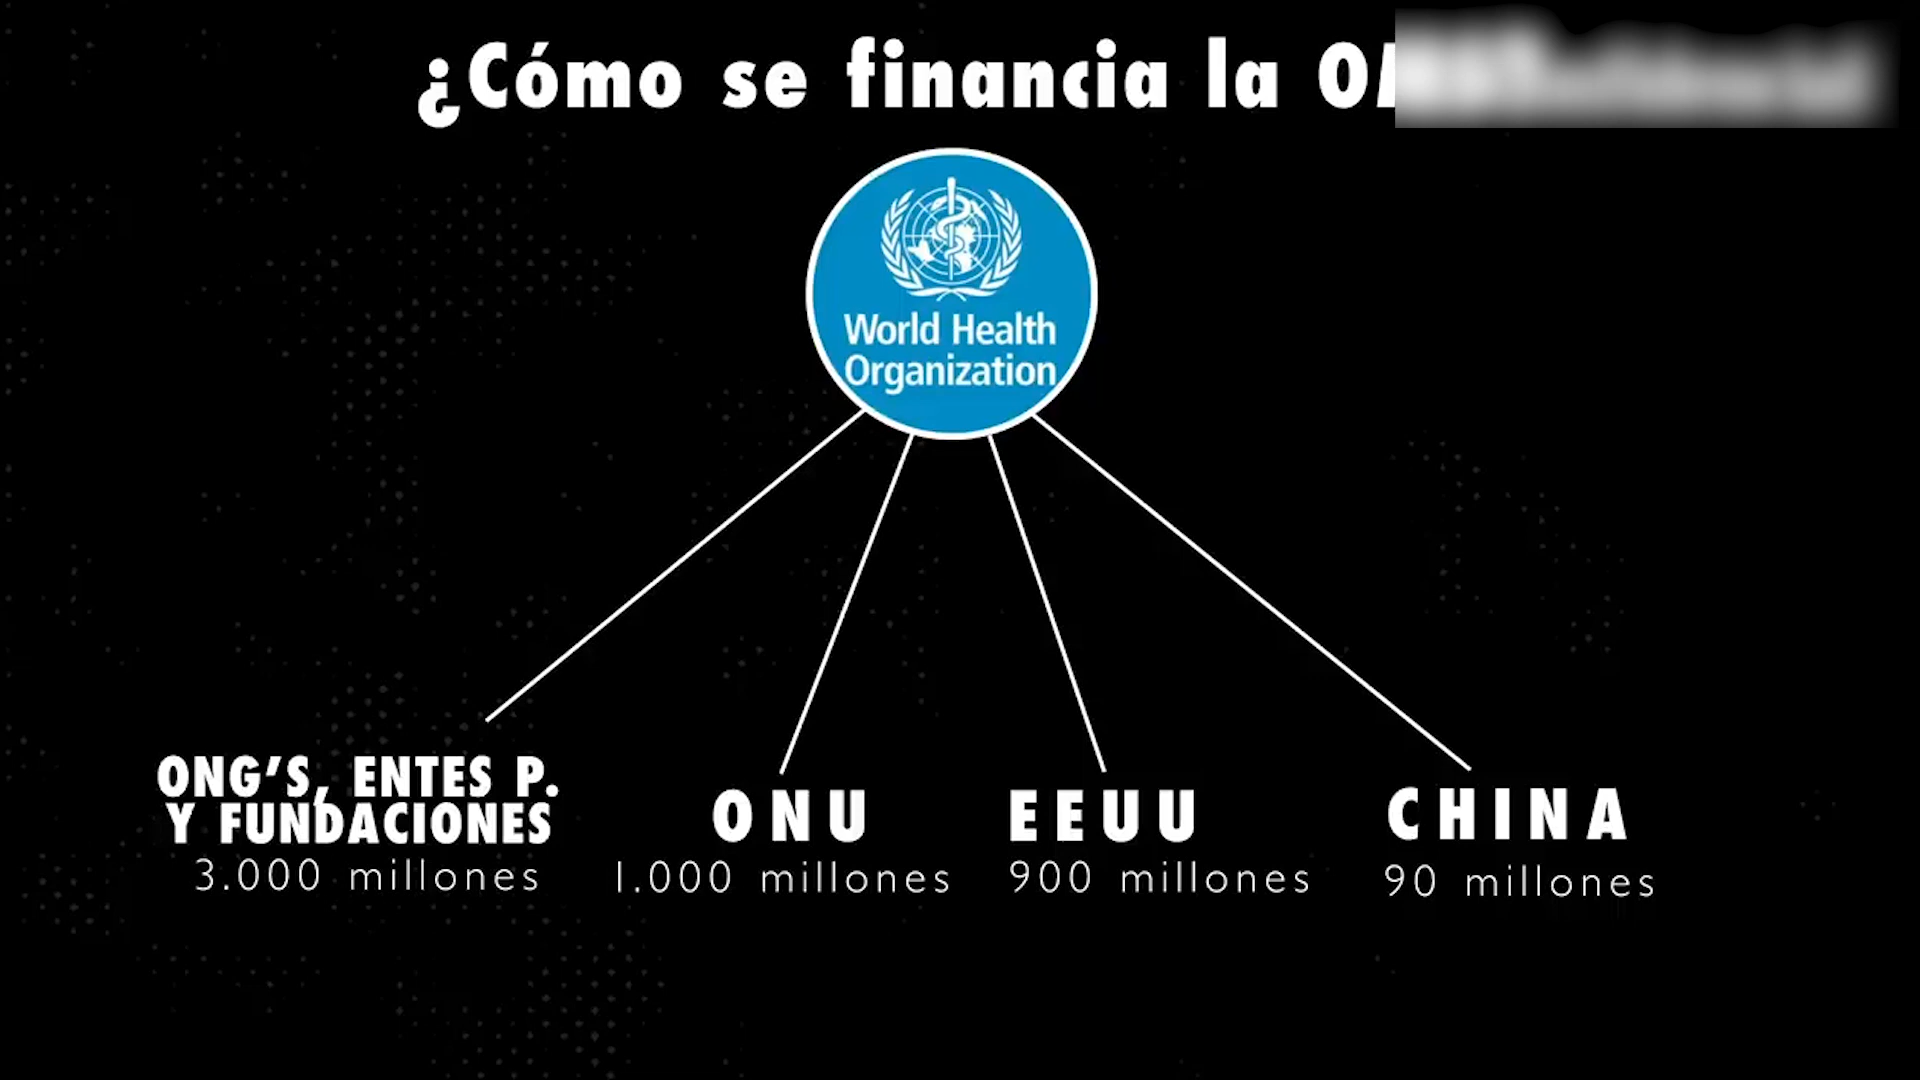 ¿Cómo se financia la
World Health
Organization
ONG'S, ENTES P.
Y FUNDACIONES
3.000 millones
ONU
1.000 millones
EEUU
900 millones
CHINA
90 millones